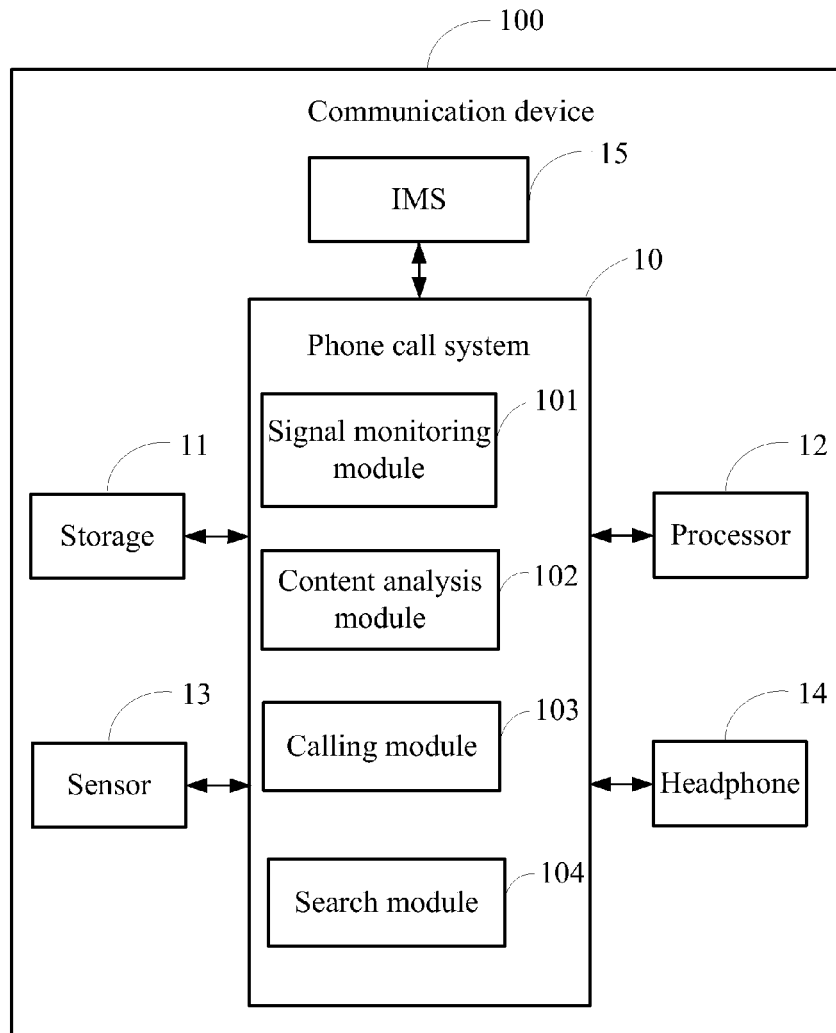 100
Communication device
15
IMS
10
Phone call system
101
Signal monitoring
module
11
Storage
12
Processor
102
Content analysis
module
13
Sensor
103
Calling module
14
Headphone
104
Search module